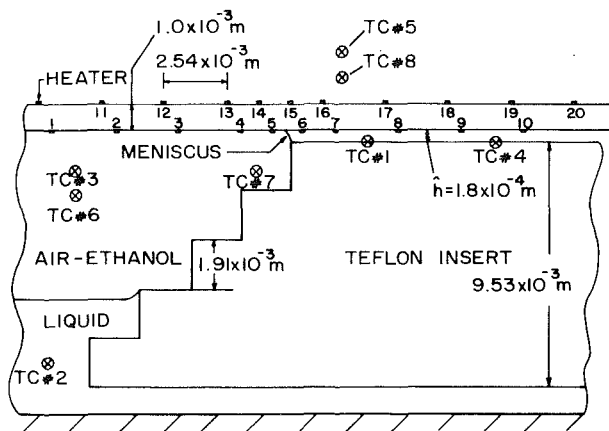 1.0x10⁻³m
TC#5
2.54x10⁻³m
TC#8
HEATER
11 12 13 14 15 16 17 18 19 20
1 2 3 4 5 6 7 8 9 10
MENISCUS
TC#1
TC#4
ĥ=1.8x10⁻⁴m
TC#3
TC#7
TC#6
AIR-ETHANOL
1.91x10⁻³m
TEFLON INSERT
9.53x10⁻³m
LIQUID
TC#2